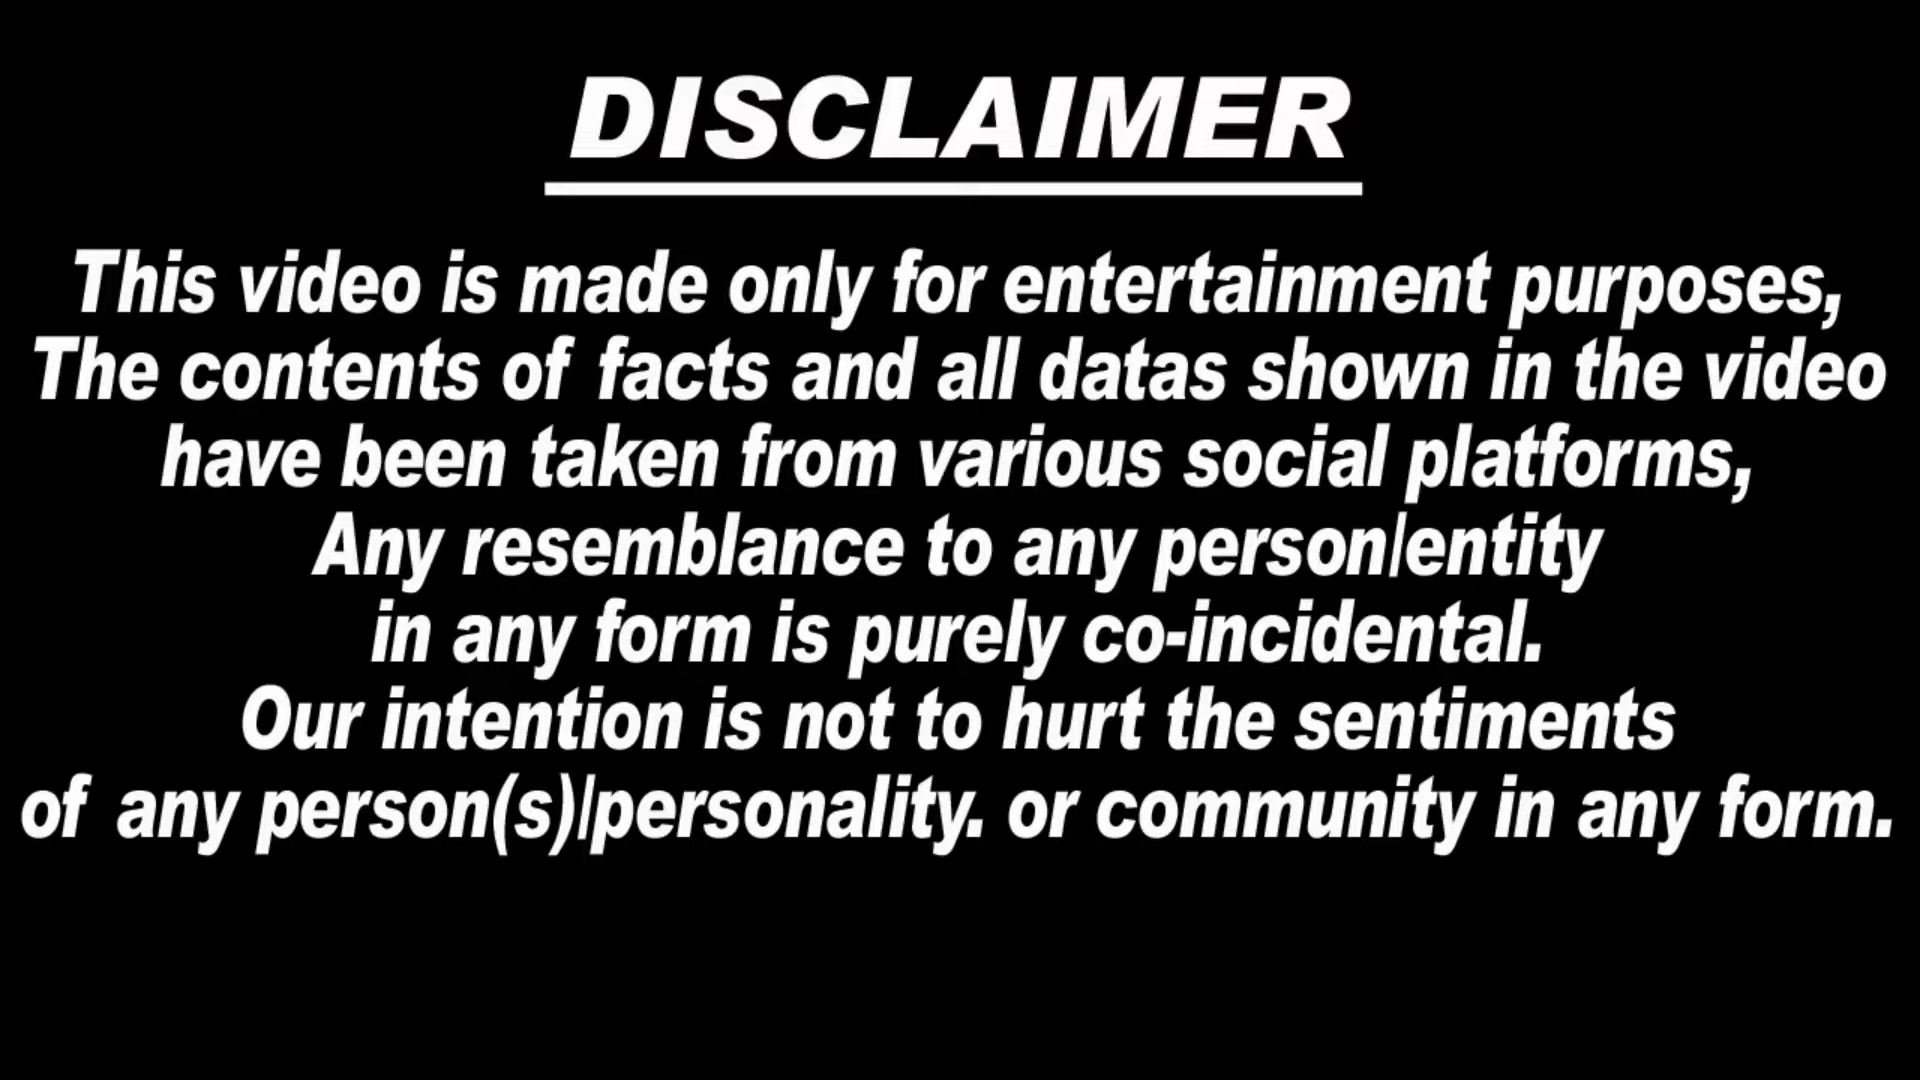 DISCLAIMER
This video is made only for entertainment purposes,
The contents of facts and all datas shown in the video
have been taken from various social platforms,
Any resemblance to any person/entity
in any form is purely co-incidental.
Our intention is not to hurt the sentiments
of any person(s)/personality. or community in any form.